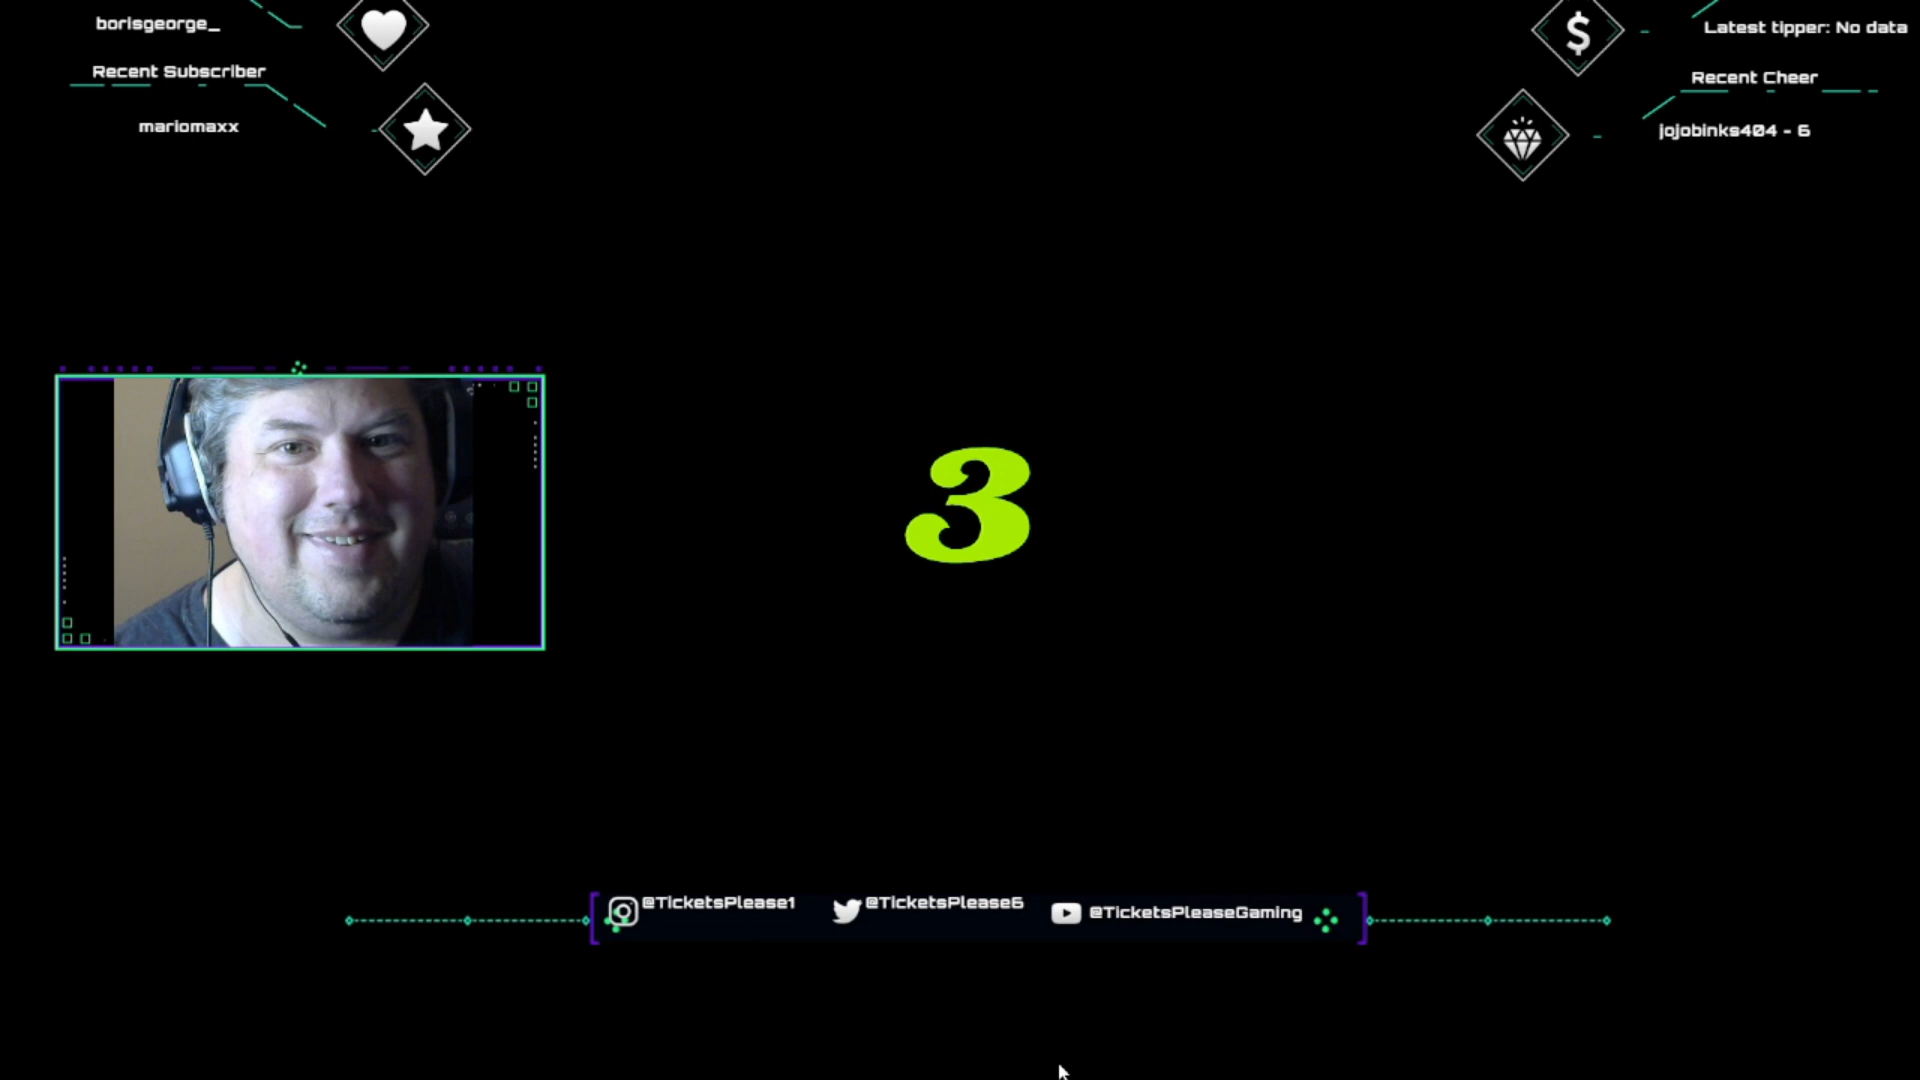 borisgeorge_
Recent Subscriber
mariomaxx
Latest tipper: No data
Recent Cheer
jojobinks404 - 6
3
@TicketsPlease1
@TicketsPlease6
@TicketsPleaseGaming